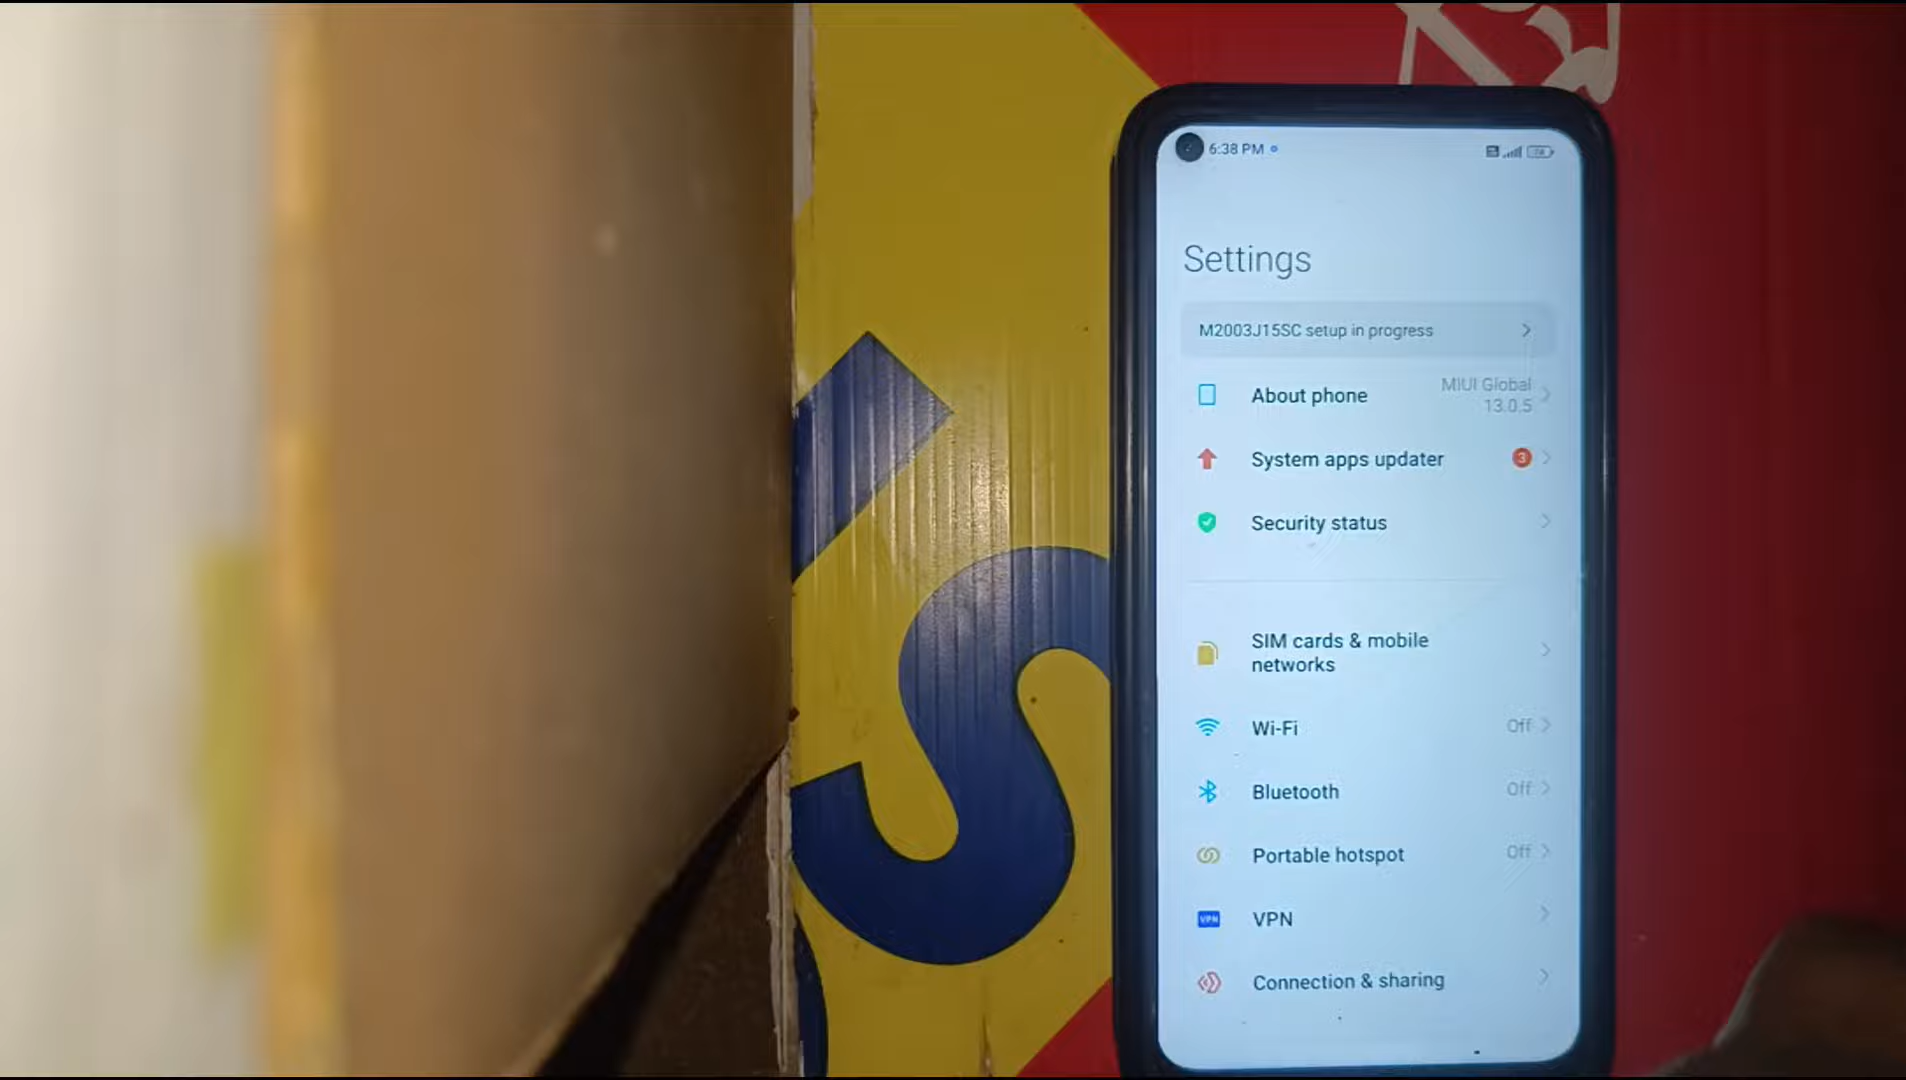 6:38 PM
Settings
M2003J15SC setup in progress
About phone
MIUI Global
13.0.5
System apps updater
3
Security status
SIM cards & mobile
networks
Wi-Fi
Off
Bluetooth
Off
Portable hotspot
Off
VPN
VPN
Connection & sharing